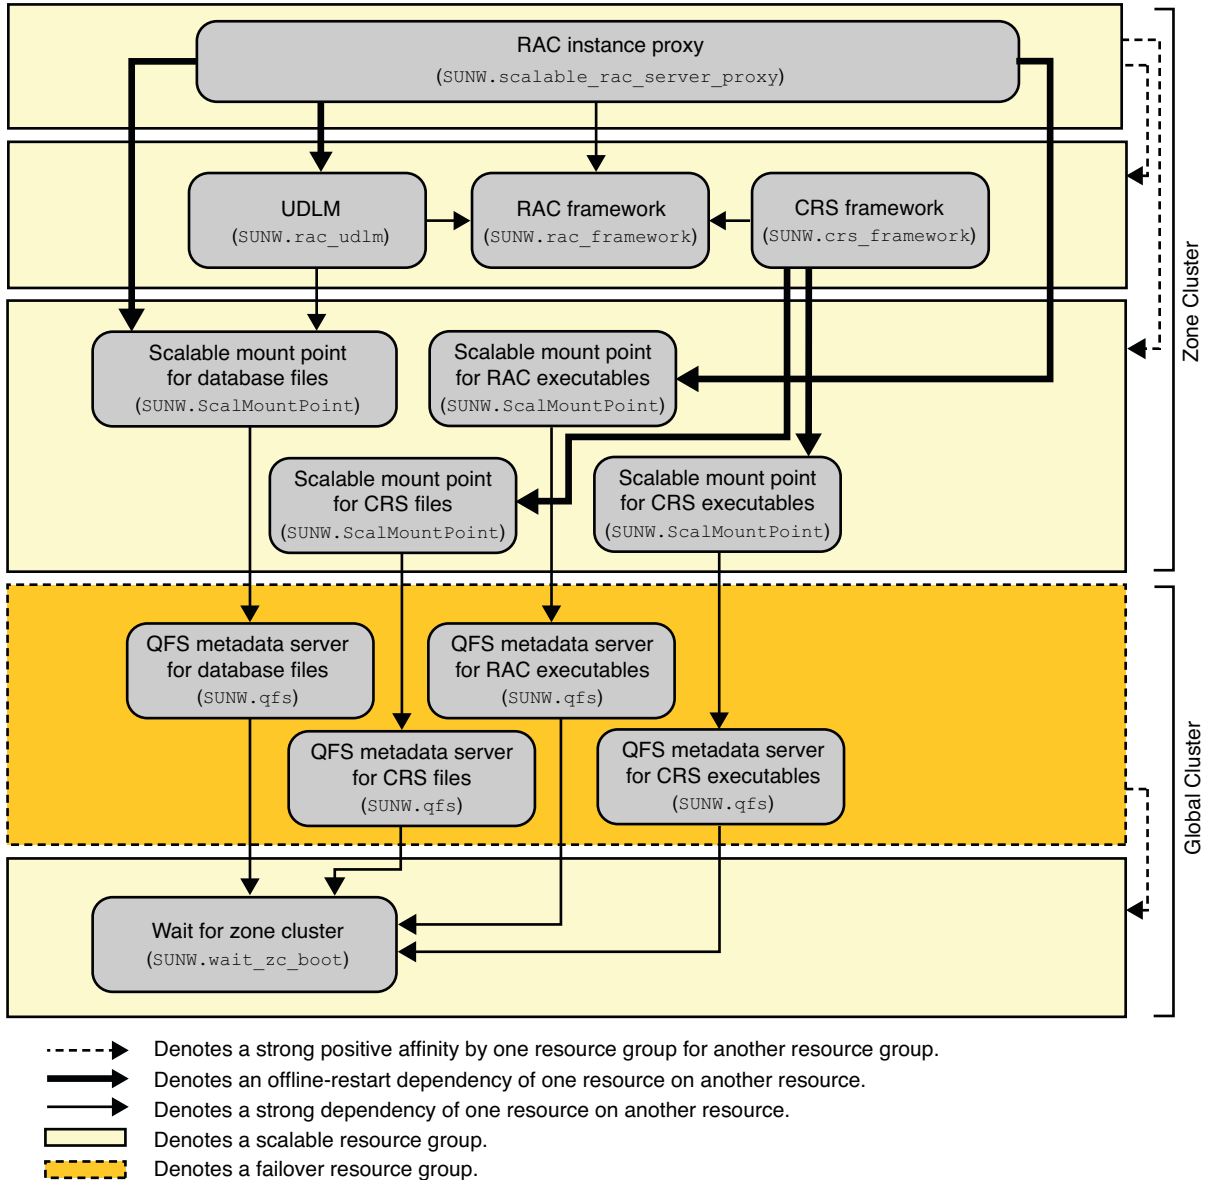 RAC instance proxy
(SUNW.scalable_rac_server_proxy)
UDLM
(SUNW.rac_udlm)
RAC framework
(SUNW.rac_framework)
CRS framework
(SUNW.crs_framework)
Scalable mount point
for database files
(SUNW.ScalMountPoint)
Scalable mount point
for RAC executables
(SUNW.ScalMountPoint)
Scalable mount point
for CRS files
(SUNW.ScalMountPoint)
Scalable mount point
for CRS executables
(SUNW.ScalMountPoint)
Zone Cluster
QFS metadata server
for database files
(SUNW.qfs)
QFS metadata server
for RAC executables
(SUNW.qfs)
QFS metadata server
for CRS files
(SUNW.qfs)
QFS metadata server
for CRS executables
(SUNW.qfs)
Wait for zone cluster
(SUNW.wait_zc_boot)
Global Cluster
Denotes a strong positive affinity by one resource group for another resource group.
Denotes an offline-restart dependency of one resource on another resource.
Denotes a strong dependency of one resource on another resource.
Denotes a scalable resource group.
Denotes a failover resource group.